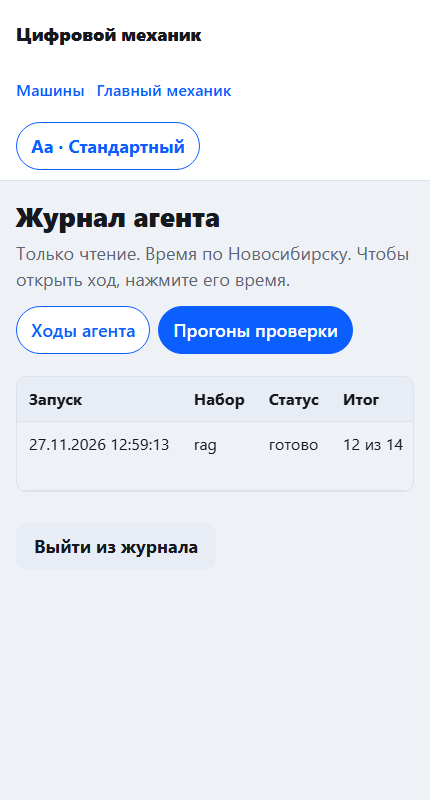 Цифровой механик
Машины Главный механик
Аа · Стандартный
Журнал агента
Только чтение. Время по Новосибирску. Чтобы
открыть ход, нажмите его время.
Ходы агента Прогоны проверки
Запуск Набор Статус Итог
27.11.2026 12:59:13 rag готово 12 из 14
Выйти из журнала